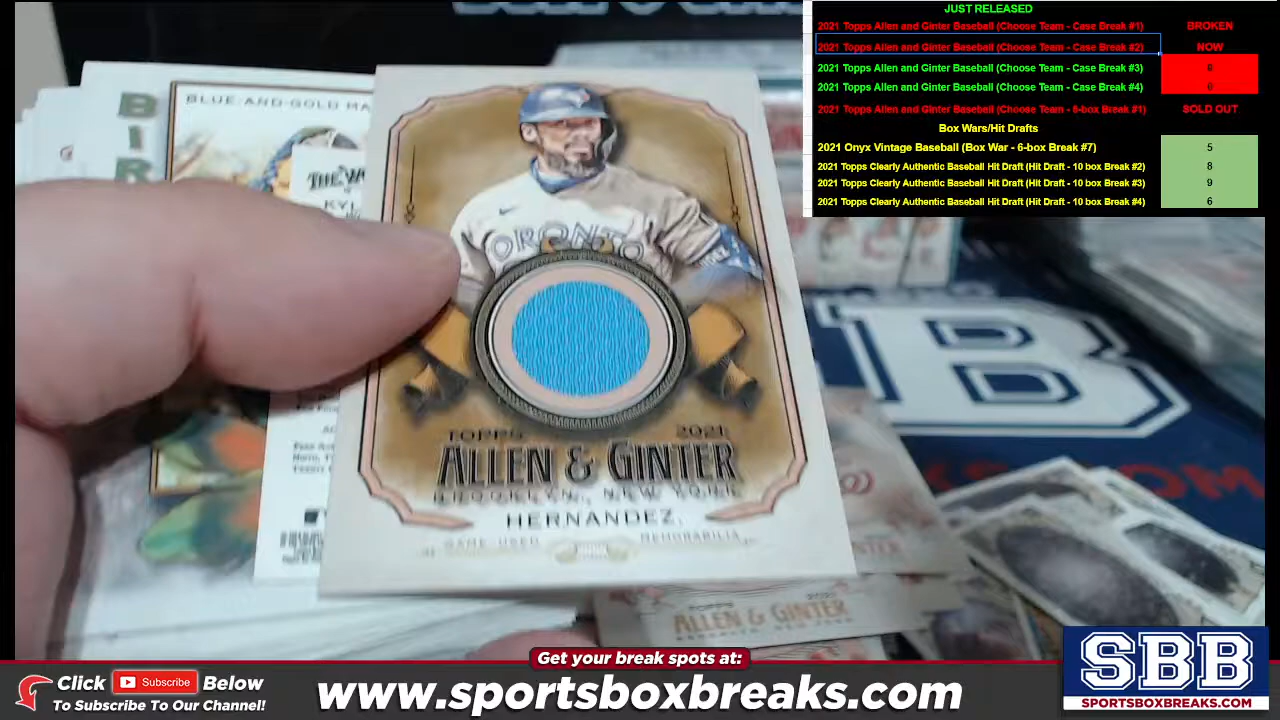 JUST RELEASED
2021 Topps Allen and Ginter Baseball (Choose Team - Case Break #1) BROKEN
2021 Topps Allen and Ginter Baseball (Choose Team - Case Break #2) NOW
2021 Topps Allen and Ginter Baseball (Choose Team - Case Break #3) 0
2021 Topps Allen and Ginter Baseball (Choose Team - Case Break #4) 0
2021 Topps Allen and Ginter Baseball (Choose Team - 6-box Break #1) SOLD OUT
Box Wars/Hit Drafts
2021 Onyx Vintage Baseball (Box War - 6-box Break #7) 5
2021 Topps Clearly Authentic Baseball Hit Draft (Hit Draft - 10 box Break #2) 8
2021 Topps Clearly Authentic Baseball Hit Draft (Hit Draft - 10 box Break #3) 9
2021 Topps Clearly Authentic Baseball Hit Draft (Hit Draft - 10 box Break #4) 6
BLUE-AND-GOLD MA
BIR
THE W
KYL
ORONTO
TOPPS 2021
ALLEN & GINTER
BROOKLYN, NEW YORK
HERNANDEZ
GAME-USED MEMORABILIA
TOPPS 2021
ALLEN & GINTER
B
Get your break spots at:
Click Subscribe Below
To Subscribe To Our Channel!
www.sportsboxbreaks.com
SBB
SPORTSBOXBREAKS.COM